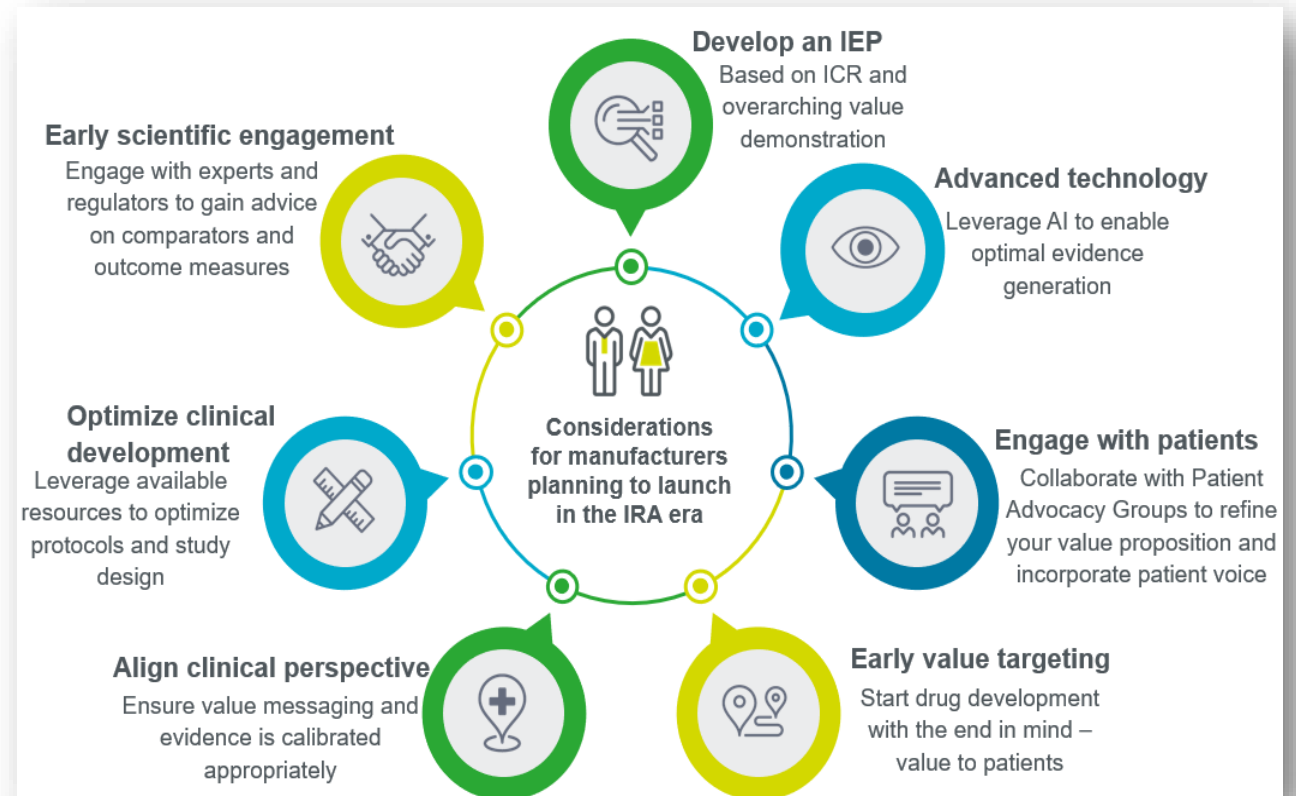 Develop an IEP
Based on ICR and
overarching value
demonstration
Early scientific engagement
Engage with experts and
regulators to gain advice
on comparators and
outcome measures
Advanced technology
Leverage AI to enable
optimal evidence
generation
Considerations
for manufacturers
planning to launch
in the IRA era
Optimize clinical
development
Leverage available
resources to optimize
protocols and study
design
Engage with patients
Collaborate with Patient
Advocacy Groups to refine
your value proposition and
incorporate patient voice
Align clinical perspective
Ensure value messaging and
evidence is calibrated
appropriately
Early value targeting
Start drug development
with the end in mind –
value to patients